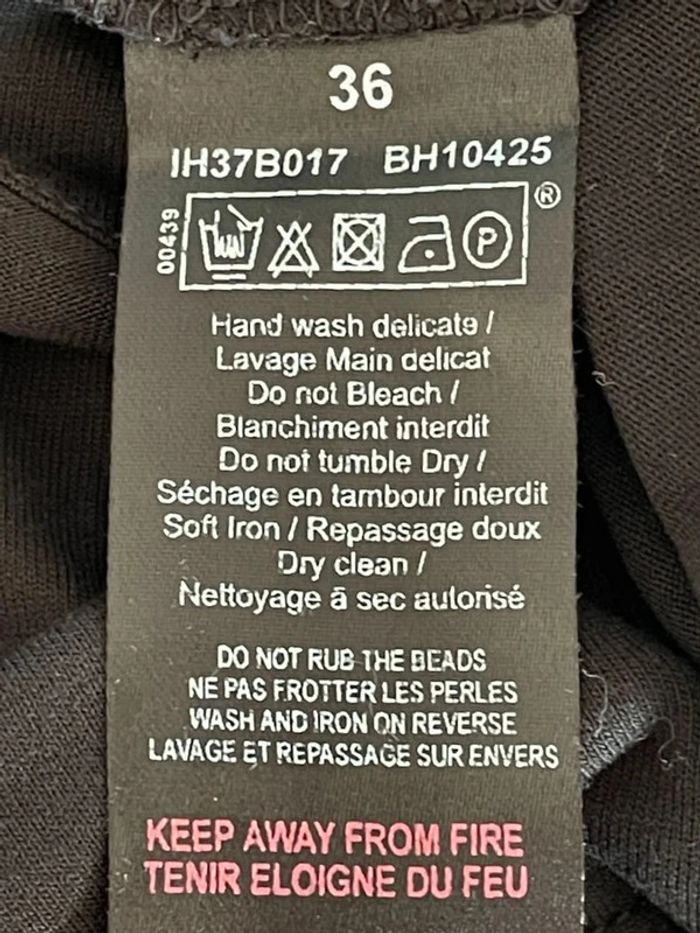 36
IH37B017 BH10425
®
00439
P
Hand wash delicate /
Lavage Main delicat
Do not Bleach /
Blanchiment interdit
Do not tumble Dry /
Séchage en tambour interdit
Soft Iron / Repassage doux
Dry clean /
Nettoyage à sec autorisé
DO NOT RUB THE BEADS
NE PAS FROTTER LES PERLES
WASH AND IRON ON REVERSE
LAVAGE ET REPASSAGE SUR ENVERS
KEEP AWAY FROM FIRE
TENIR ELOIGNE DU FEU